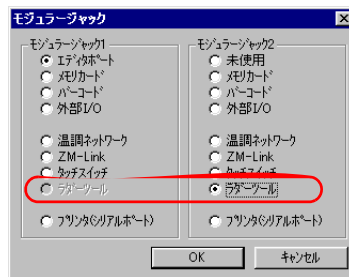 モジュラージャック
モジュラージャック1
エディタポート
メモリカード
バーコード
外部I/O
温調ネットワーク
ZM-Link
タッチスイッチ
ラダーツール
プリンタ(シリアルポート)
モジュラージャック2
未使用
メモリカード
バーコード
外部I/O
温調ネットワーク
ZM-Link
タッチスイッチ
ラダーツール
プリンタ(シリアルポート)
OK
キャンセル